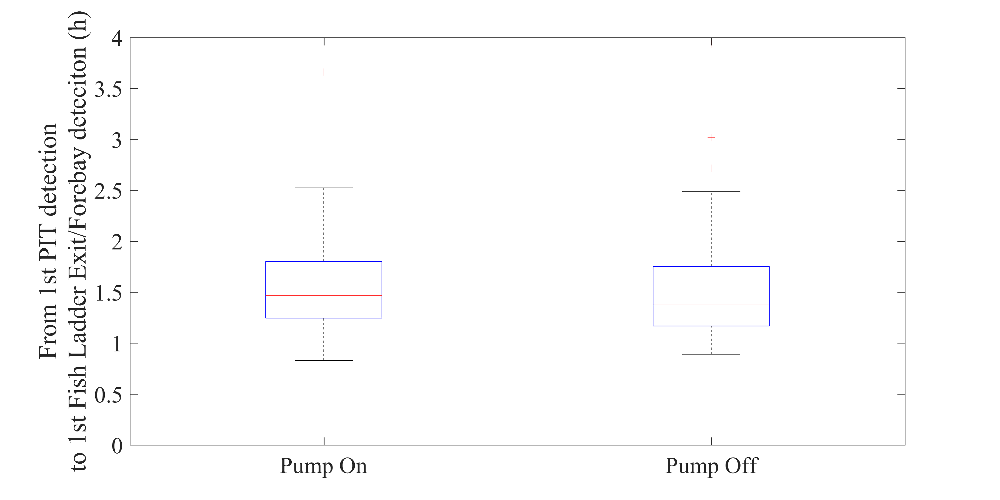 From 1st PIT detection
to 1st Fish Ladder Exit/Forebay deteciton (h)
4
3.5
3
2.5
2
1.5
1
0.5
0
Pump On
Pump Off